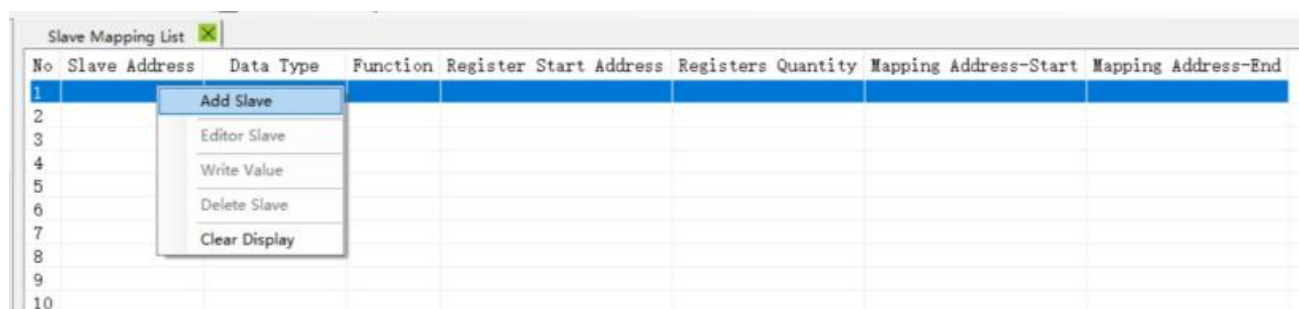 Slave Mapping List
No Slave Address Data Type Function Register Start Address Registers Quantity Mapping Address-Start Mapping Address-End
1
Add Slave
2
3
Editor Slave
4
Write Value
5
6
Delete Slave
7
Clear Display
8
9
10